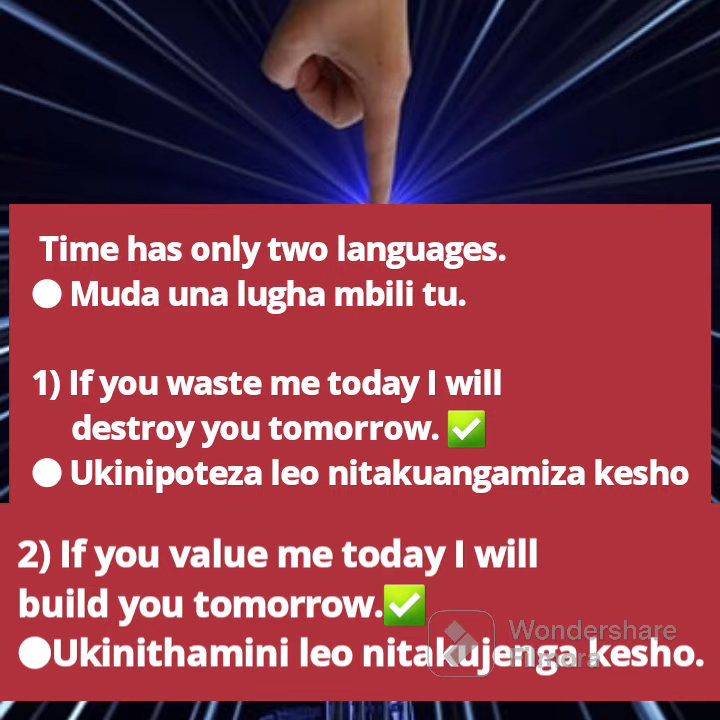 Time has only two languages.
● Muda una lugha mbili tu.
1) If you waste me today I will
destroy you tomorrow. ✅
● Ukinipoteza leo nitakuangamiza kesho
2) If you value me today I will
build you tomorrow.✅
●Ukinithamini leo nitakujenga kesho.
Wondershare
Filmora